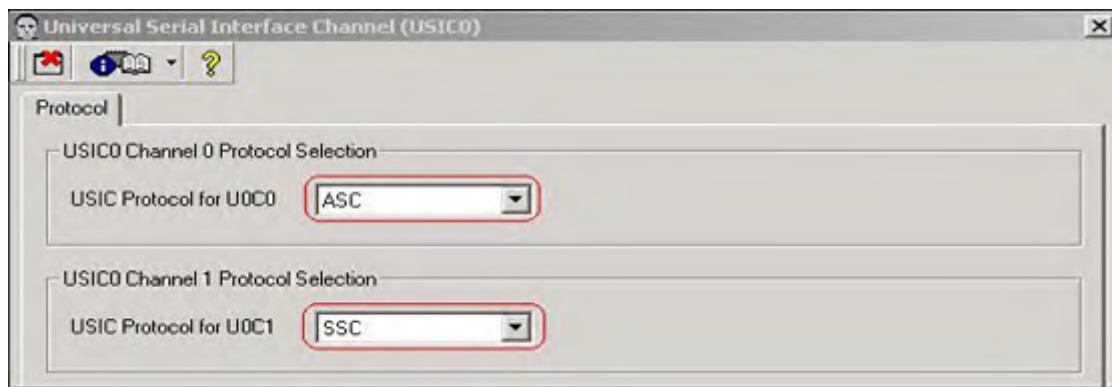 Universal Serial Interface Channel (USIC0)
Protocol
USIC0 Channel 0 Protocol Selection
USIC Protocol for U0C0 ASC
USIC0 Channel 1 Protocol Selection
USIC Protocol for U0C1 SSC